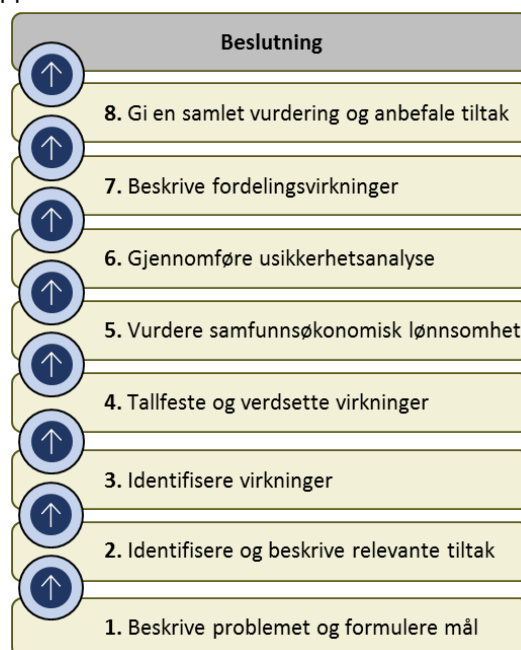 Beslutning
8. Gi en samlet vurdering og anbefale tiltak
7. Beskrive fordelingsvirkninger
6. Gjennomføre usikkerhetsanalyse
5. Vurdere samfunnsøkonomisk lønnsomhet
4. Tallfeste og verdsette virkninger
3. Identifisere virkninger
2. Identifisere og beskrive relevante tiltak
1. Beskrive problemet og formulere mål